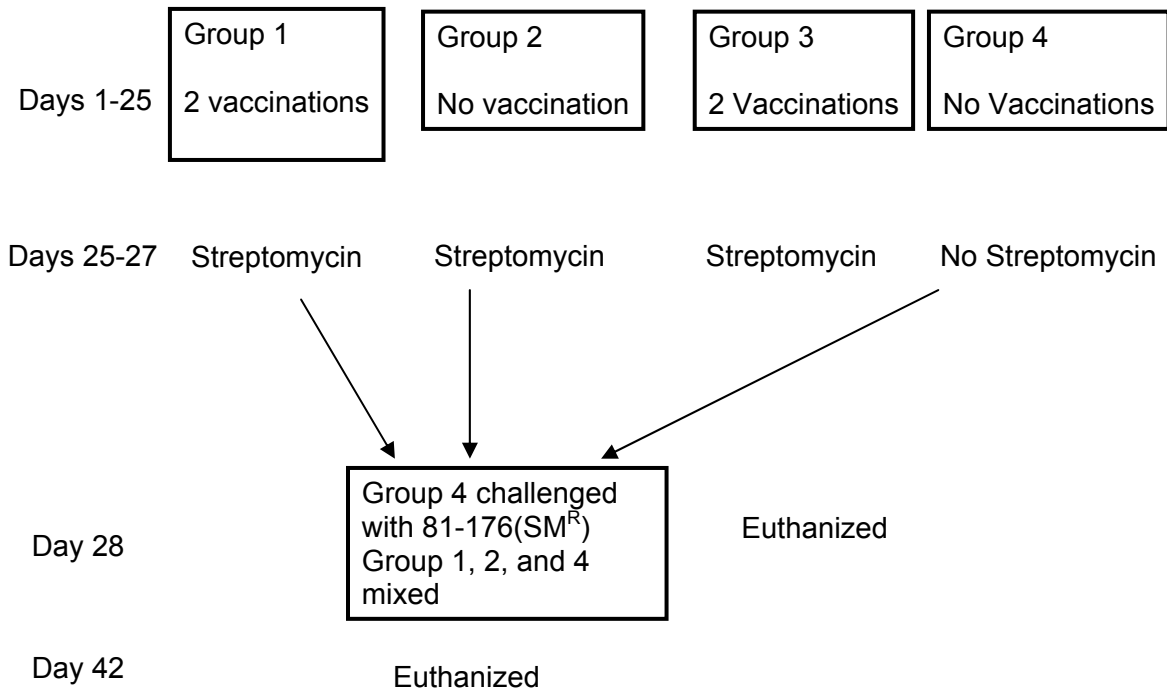 Group 1
Group 2
Group 3
Group 4
Days 1-25
2 vaccinations
No vaccination
2 Vaccinations
No Vaccinations
Days 25-27
Streptomycin
Streptomycin
Streptomycin
No Streptomycin
Day 28
Group 4 challenged
with 81-176(SMᴿ)
Group 1, 2, and 4
mixed
Euthanized
Day 42
Euthanized